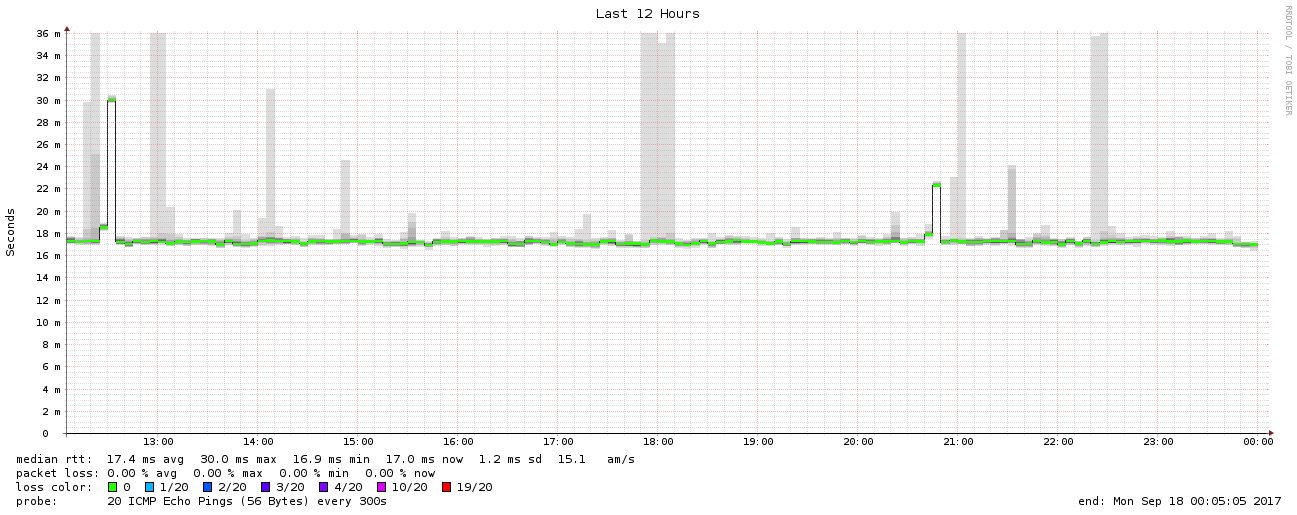 Last 12 Hours
RRDTOOL / TOBI OETIKER
Seconds
36 m
34 m
32 m
30 m
28 m
26 m
24 m
22 m
20 m
18 m
16 m
14 m
12 m
10 m
8 m
6 m
4 m
2 m
0
13:00 14:00 15:00 16:00 17:00 18:00 19:00 20:00 21:00 22:00 23:00 00:00
median rtt: 17.4 ms avg 30.0 ms max 16.9 ms min 17.0 ms now 1.2 ms sd 15.1 am/s
packet loss: 0.00 % avg 0.00 % max 0.00 % min 0.00 % now
loss color: 0 1/20 2/20 3/20 4/20 10/20 19/20
probe: 20 ICMP Echo Pings (56 Bytes) every 300s end: Mon Sep 18 00:05:05 2017